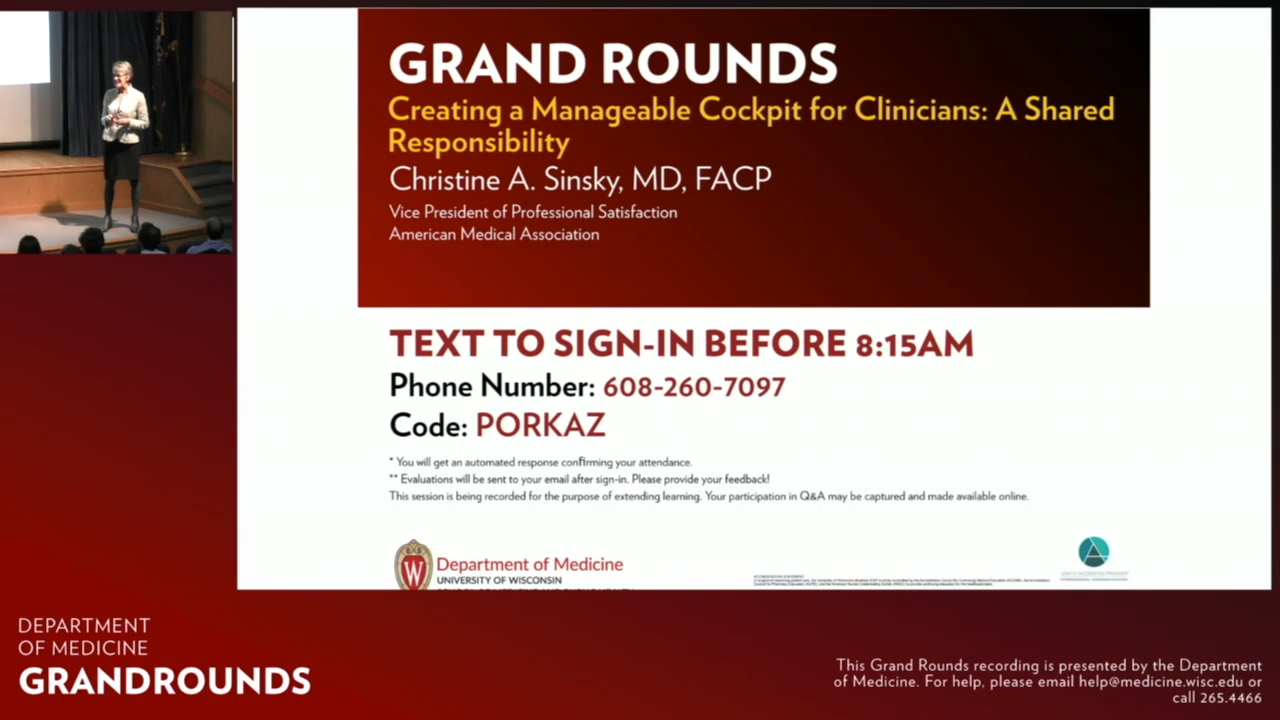 GRAND ROUNDS
Creating a Manageable Cockpit for Clinicians: A Shared
Responsibility
Christine A. Sinsky, MD, FACP
Vice President of Professional Satisfaction
American Medical Association
TEXT TO SIGN-IN BEFORE 8:15AM
Phone Number: 608-260-7097
Code: PORKAZ
* You will get an automated response confirming your attendance.
** Evaluations will be sent to your email after sign-in. Please provide your feedback!
This session is being recorded for the purpose of extending learning. Your participation in Q&A may be captured and made available online.
W
Department of Medicine
UNIVERSITY OF WISCONSIN
ACCREDITATION STATEMENT
JOINTLY ACCREDITED PROVIDER
DEPARTMENT
OF MEDICINE
GRANDROUNDS
This Grand Rounds recording is presented by the Department
of Medicine. For help, please email help@medicine.wisc.edu or
call 265.4466